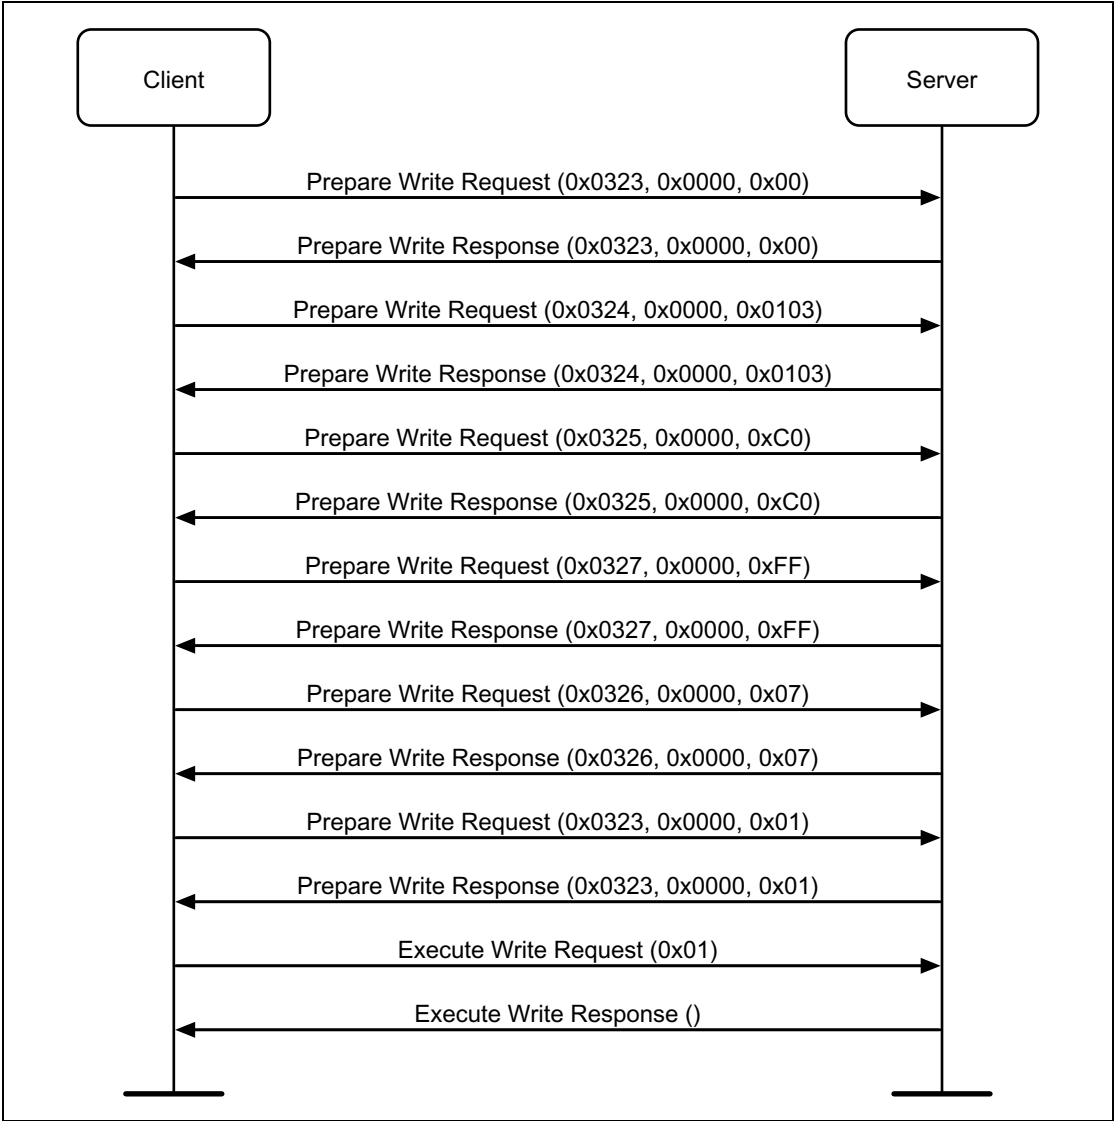 Client
Server
Prepare Write Request (0x0323, 0x0000, 0x00)
Prepare Write Response (0x0323, 0x0000, 0x00)
Prepare Write Request (0x0324, 0x0000, 0x0103)
Prepare Write Response (0x0324, 0x0000, 0x0103)
Prepare Write Request (0x0325, 0x0000, 0xC0)
Prepare Write Response (0x0325, 0x0000, 0xC0)
Prepare Write Request (0x0327, 0x0000, 0xFF)
Prepare Write Response (0x0327, 0x0000, 0xFF)
Prepare Write Request (0x0326, 0x0000, 0x07)
Prepare Write Response (0x0326, 0x0000, 0x07)
Prepare Write Request (0x0323, 0x0000, 0x01)
Prepare Write Response (0x0323, 0x0000, 0x01)
Execute Write Request (0x01)
Execute Write Response ()